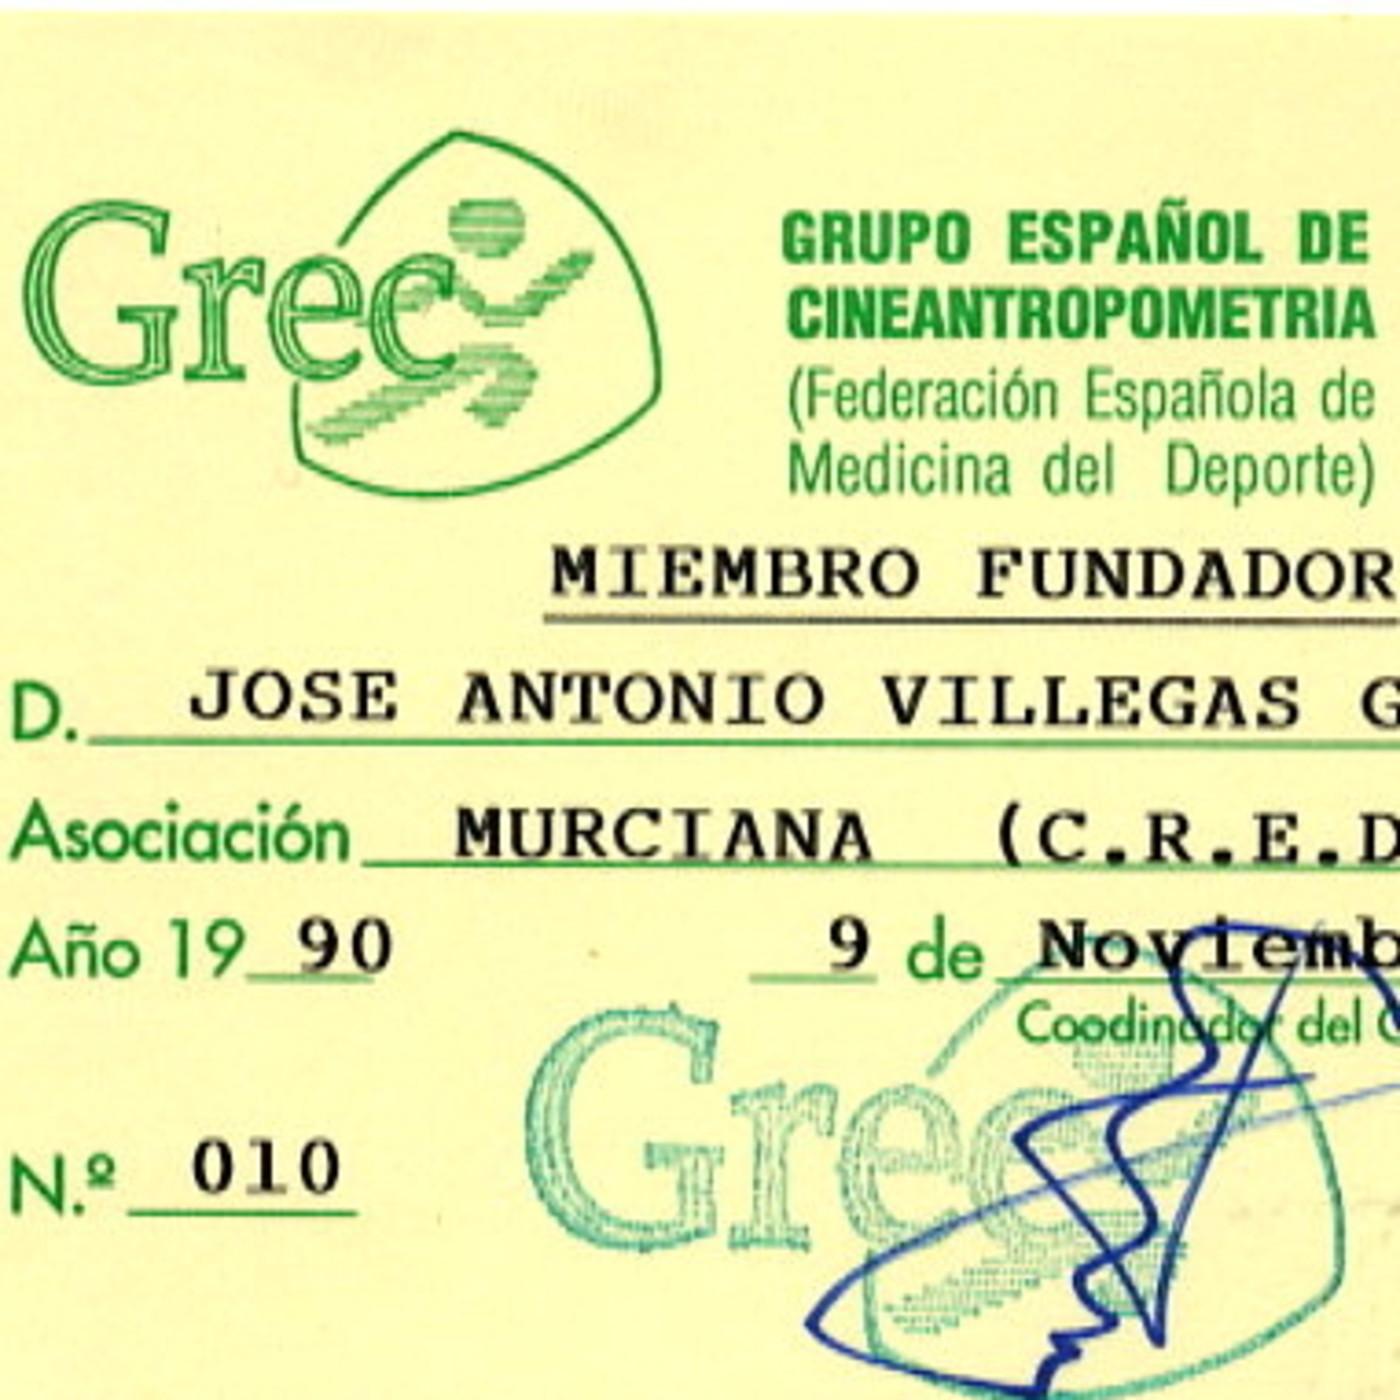 Grec
GRUPO ESPAÑOL DE
CINEANTROPOMETRIA
(Federación Española de
Medicina del Deporte)
MIEMBRO FUNDADOR
D. JOSE ANTONIO VILLEGAS G
Asociación MURCIANA (C.R.E.D
Año 19 90 9 de Noviemb
Coodinador del
N.º 010
Grec